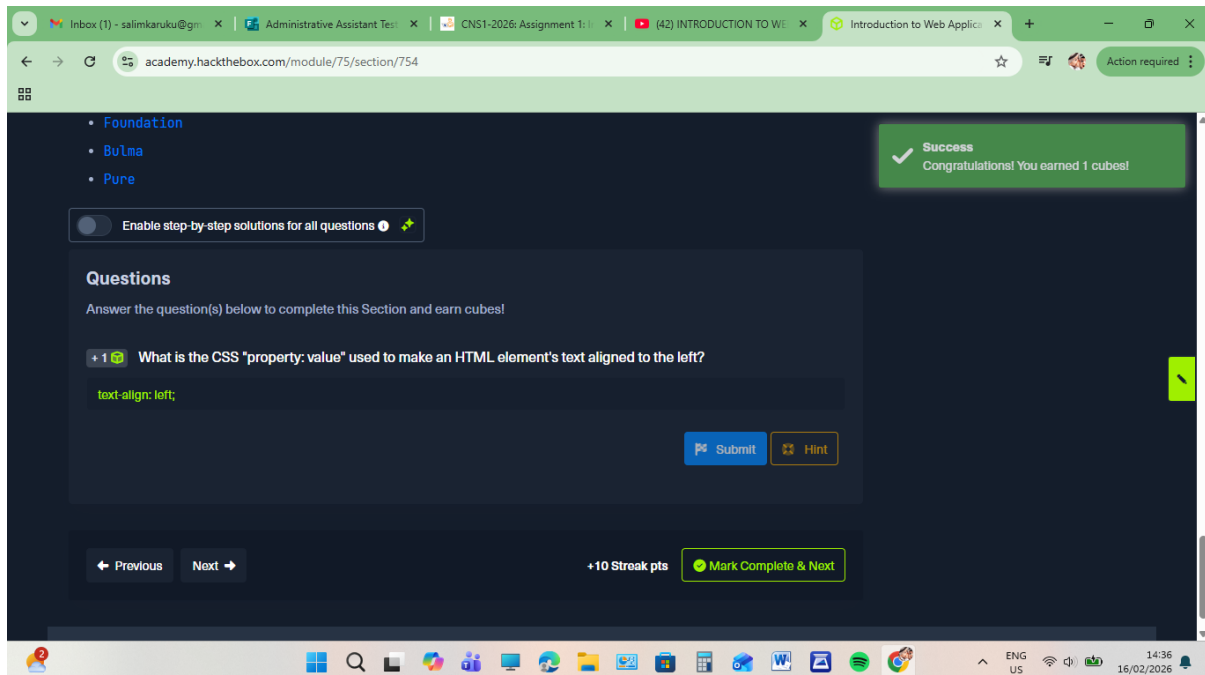 Inbox (1) - salimkaruku@gm
Administrative Assistant Test
CNS1-2026: Assignment 1: I
(42) INTRODUCTION TO WE
Introduction to Web Applica
academy.hackthebox.com/module/75/section/754
Action required
• Foundation
• Bulma
• Pure
Success
Congratulations! You earned 1 cubes!
Enable step-by-step solutions for all questions
Questions
Answer the question(s) below to complete this Section and earn cubes!
+ 1 What is the CSS "property: value" used to make an HTML element's text aligned to the left?
text-align: left;
Submit
Hint
Previous
Next
+10 Streak pts
Mark Complete & Next
2
ENG
US
14:36
16/02/2026